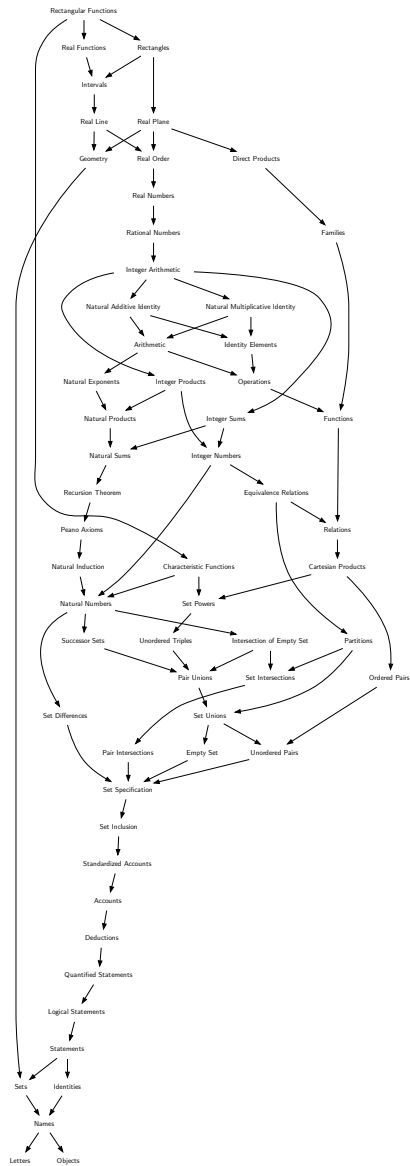 Rectangular Functions
Real Functions
Rectangles
Intervals
Real Line
Real Plane
Geometry
Real Order
Direct Products
Real Numbers
Rational Numbers
Families
Integer Arithmetic
Natural Additive Identity
Natural Multiplicative Identity
Arithmetic
Identity Elements
Natural Exponents
Integer Products
Operations
Natural Products
Integer Sums
Functions
Natural Sums
Integer Numbers
Recursion Theorem
Equivalence Relations
Peano Axioms
Relations
Natural Induction
Characteristic Functions
Cartesian Products
Natural Numbers
Set Powers
Successor Sets
Unordered Triples
Intersection of Empty Set
Partitions
Pair Unions
Set Intersections
Ordered Pairs
Set Differences
Set Unions
Pair Intersections
Empty Set
Unordered Pairs
Set Specification
Set Inclusion
Standardized Accounts
Accounts
Deductions
Quantified Statements
Logical Statements
Statements
Sets
Identities
Names
Letters
Objects